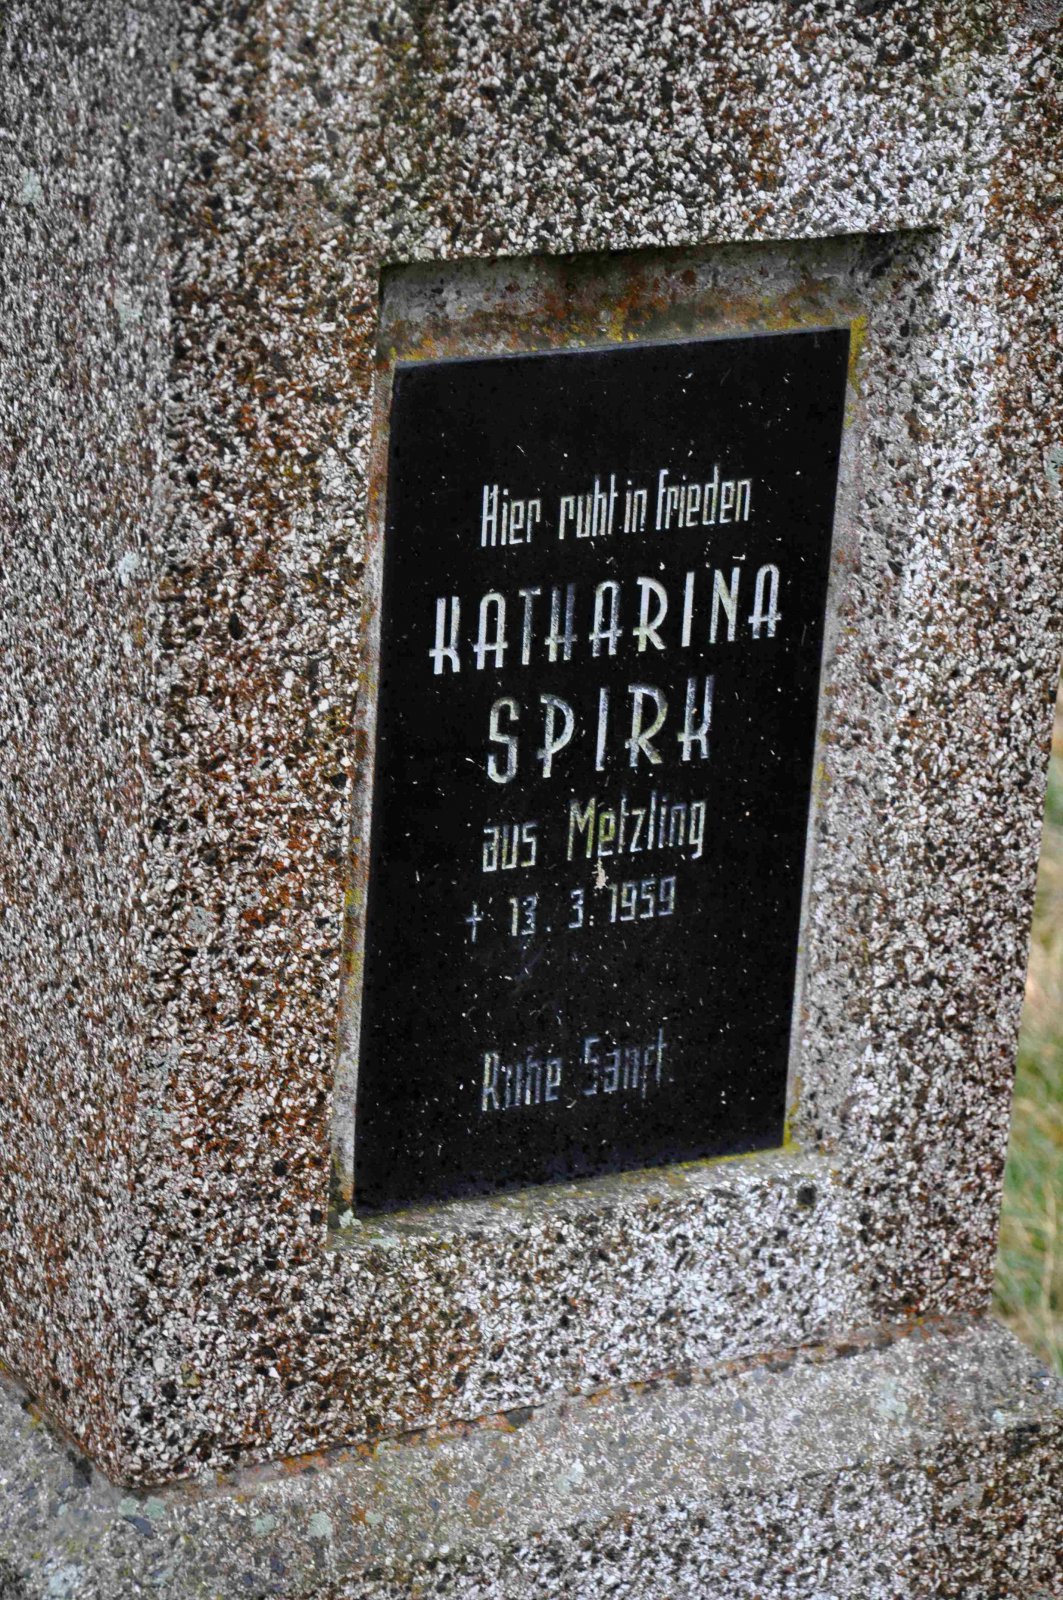 Hier ruht in Frieden
KATHARINA
SPIRK
aus Metzling
† 13. 3. 1959
Ruhe Sanft.